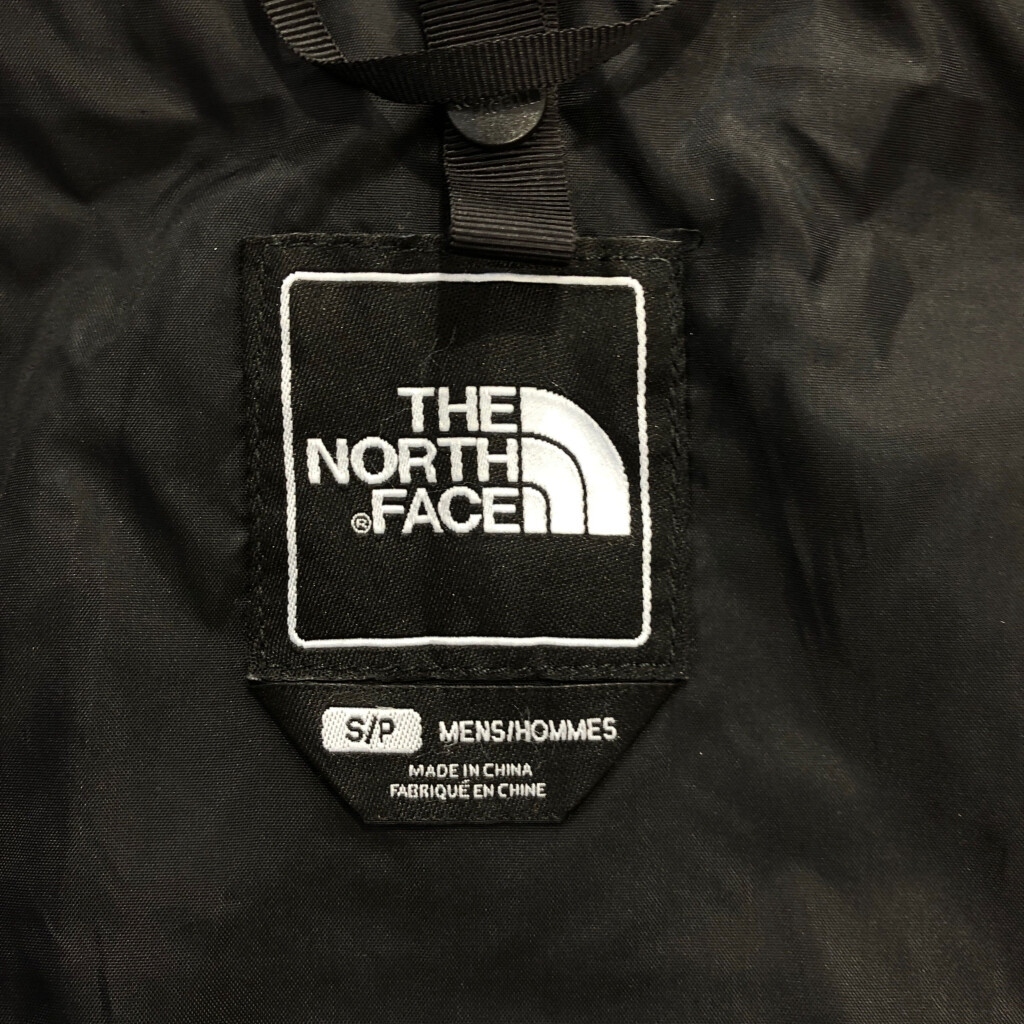 THE
NORTH
®FACE
S/P MENS/HOMMES
MADE IN CHINA
FABRIQUÉ EN CHINE